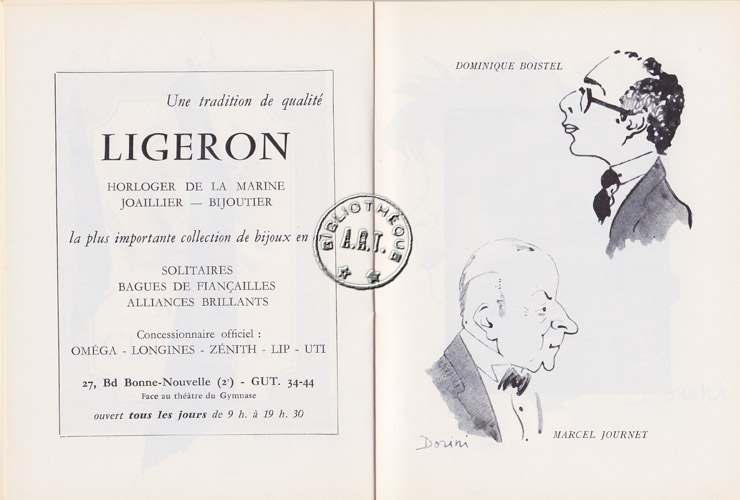 Une tradition de qualité
LIGERON
HORLOGER DE LA MARINE
JOAILLIER — BIJOUTIER
la plus importante collection de bijoux en
SOLITAIRES
BAGUES DE FIANÇAILLES
ALLIANCES BRILLANTS
Concessionnaire officiel :
OMÉGA - LONGINES - ZÉNITH - LIP - UTI
27, Bd Bonne-Nouvelle (2e) - GUT. 34-44
Face au théâtre du Gymnase
ouvert tous les jours de 9 h. à 19 h. 30
BIBLIOTHÈQUE
A.R.T.
DOMINIQUE BOISTEL
MARCEL JOURNET
Dorini